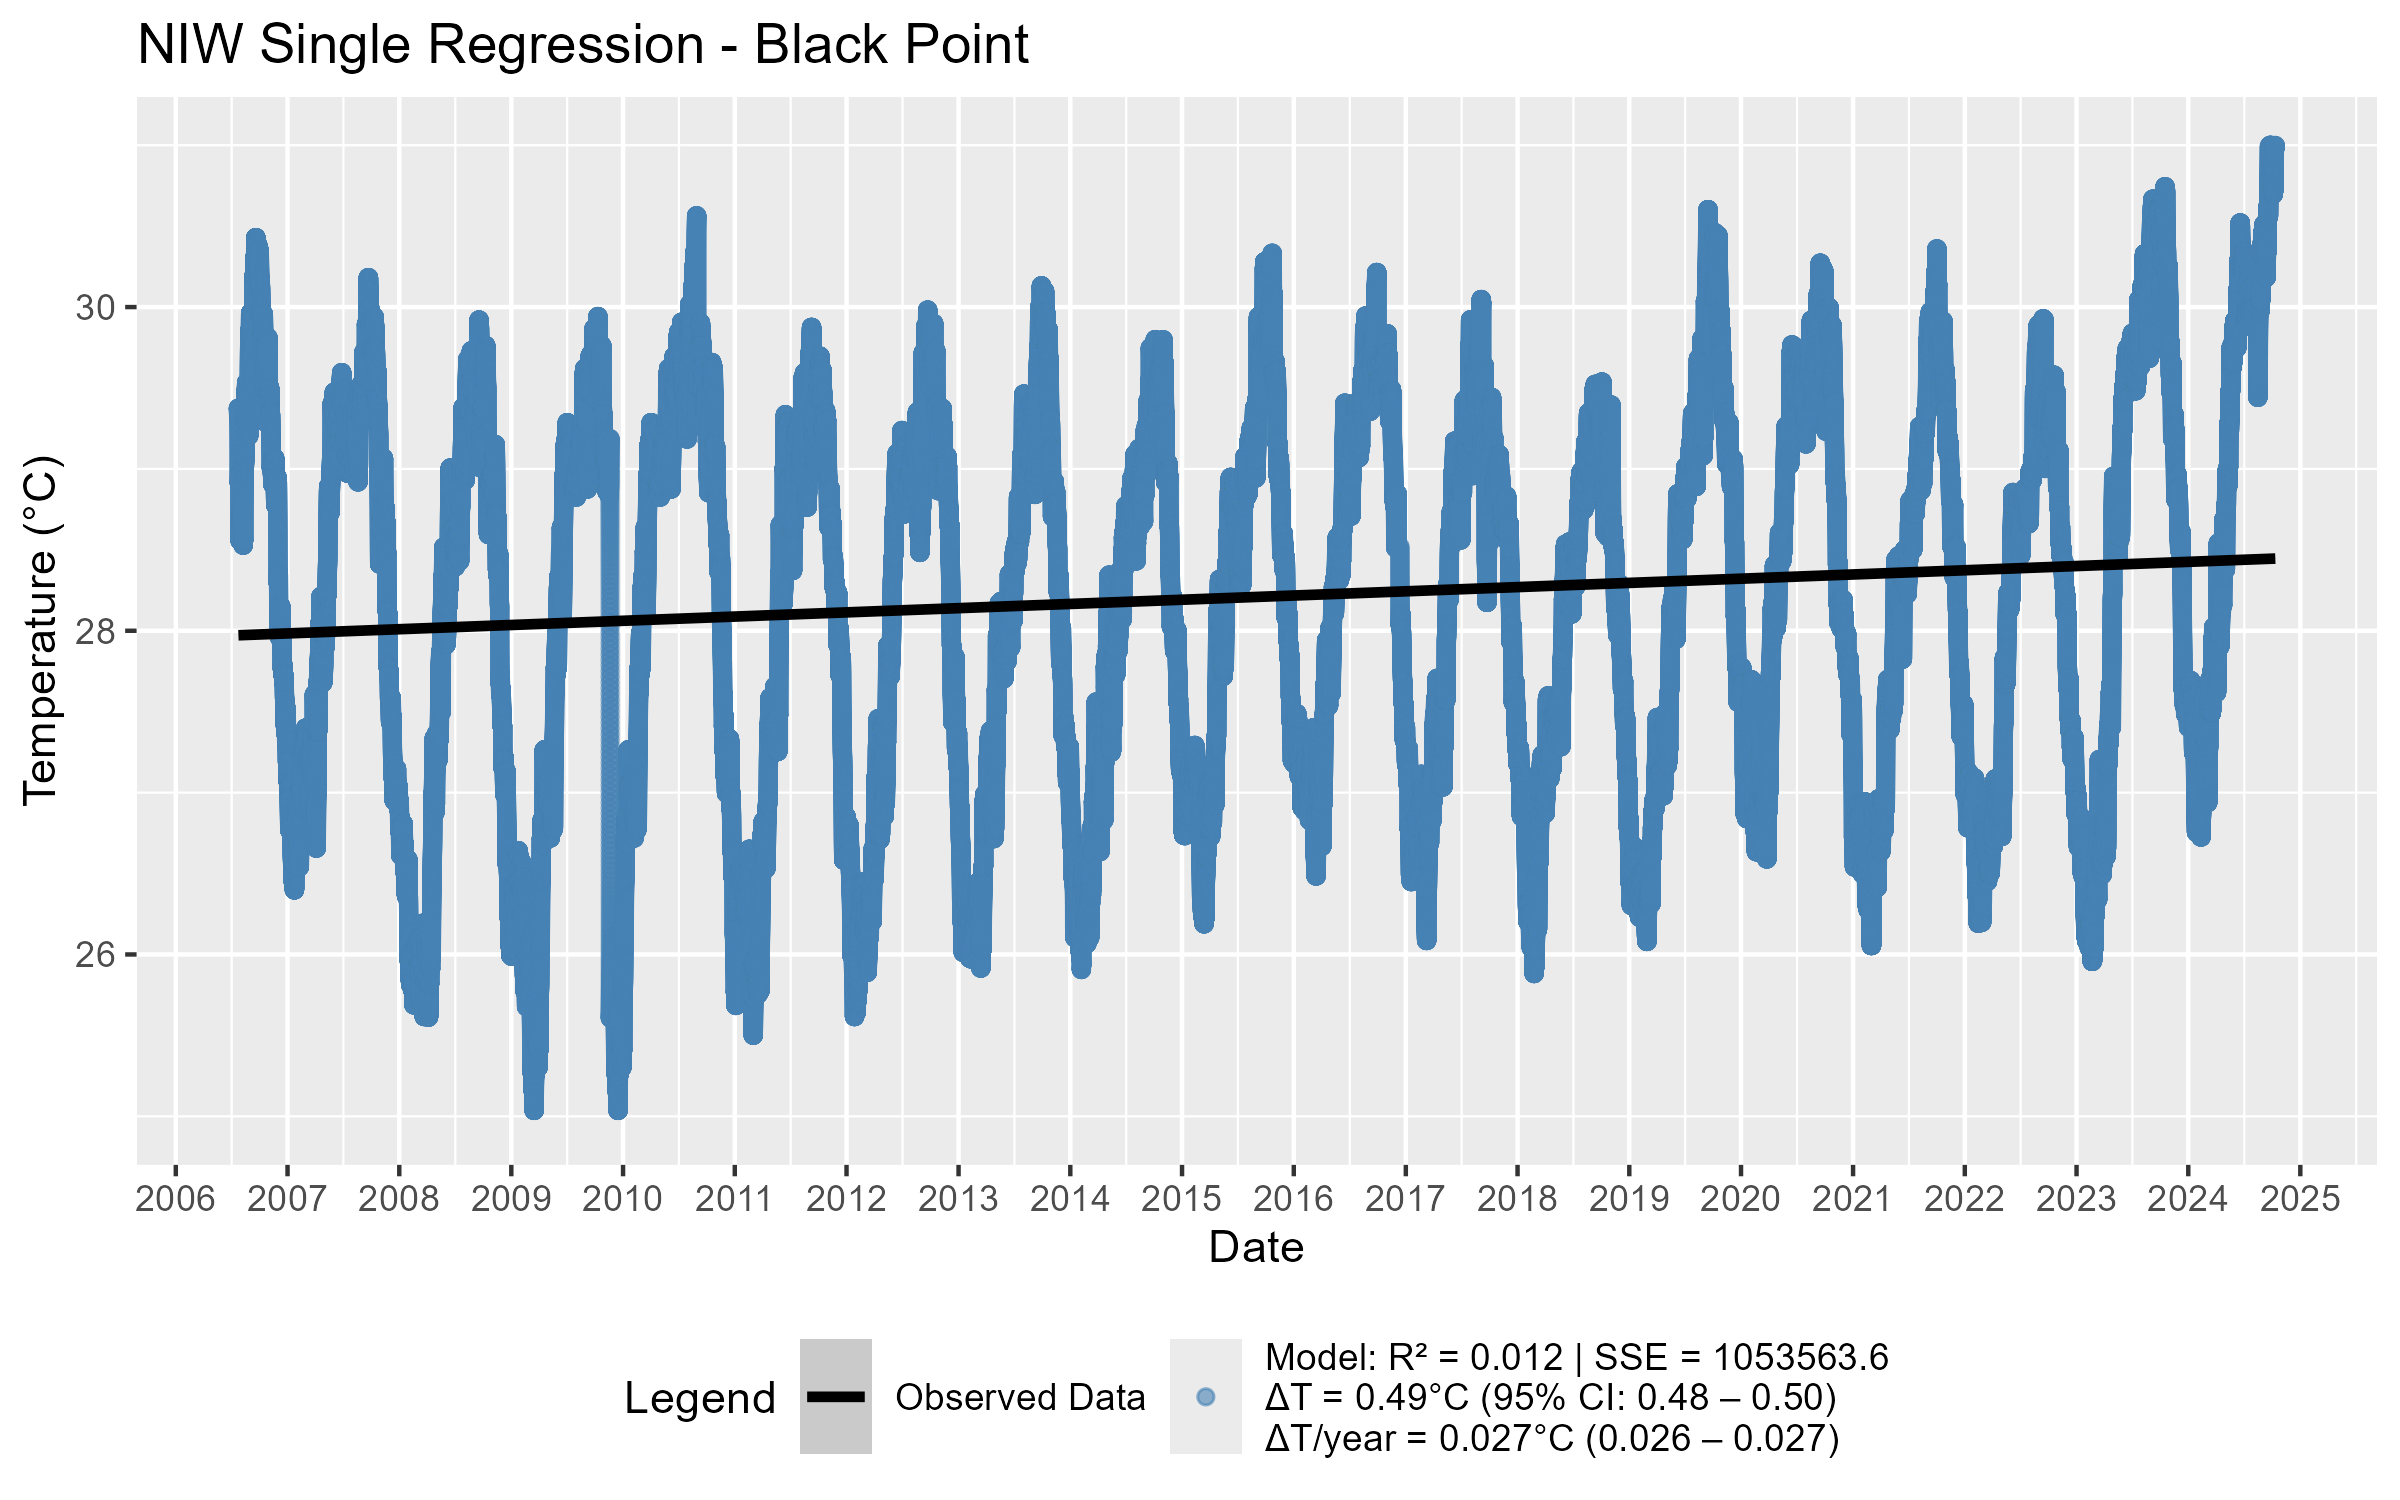 NIW Single Regression - Black Point
Temperature (°C)
30
28
26
2006 2007 2008 2009 2010 2011 2012 2013 2014 2015 2016 2017 2018 2019 2020 2021 2022 2023 2024 2025
Date
Legend
Observed Data
Model: R² = 0.012 | SSE = 1053563.6
ΔT = 0.49°C (95% CI: 0.48 – 0.50)
ΔT/year = 0.027°C (0.026 – 0.027)